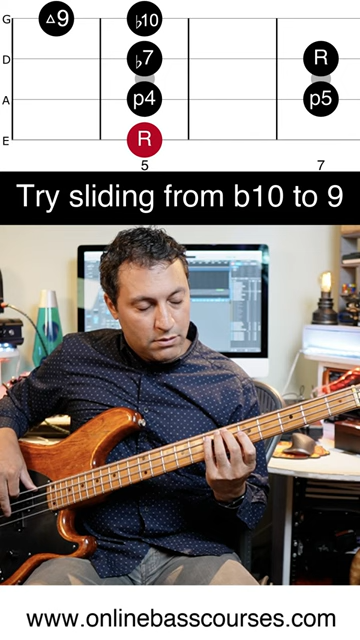 G △9 ♭10
D ♭7 R
A p4 p5
E R
5 7
Try sliding from b10 to 9
www.onlinebasscourses.com